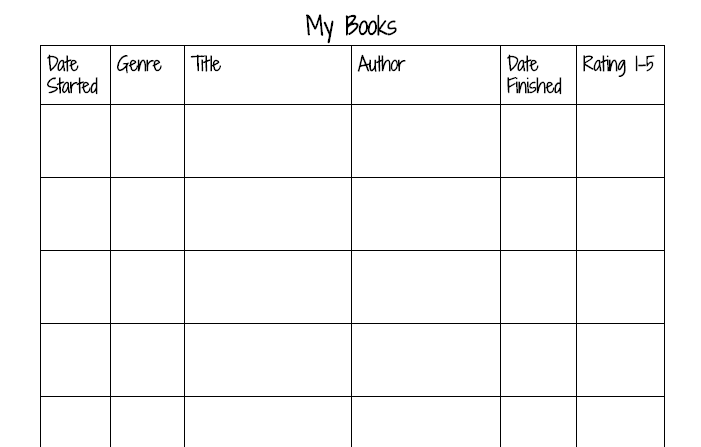 My Books
Date Started
Genre
Title
Author
Date Finished
Rating 1-5